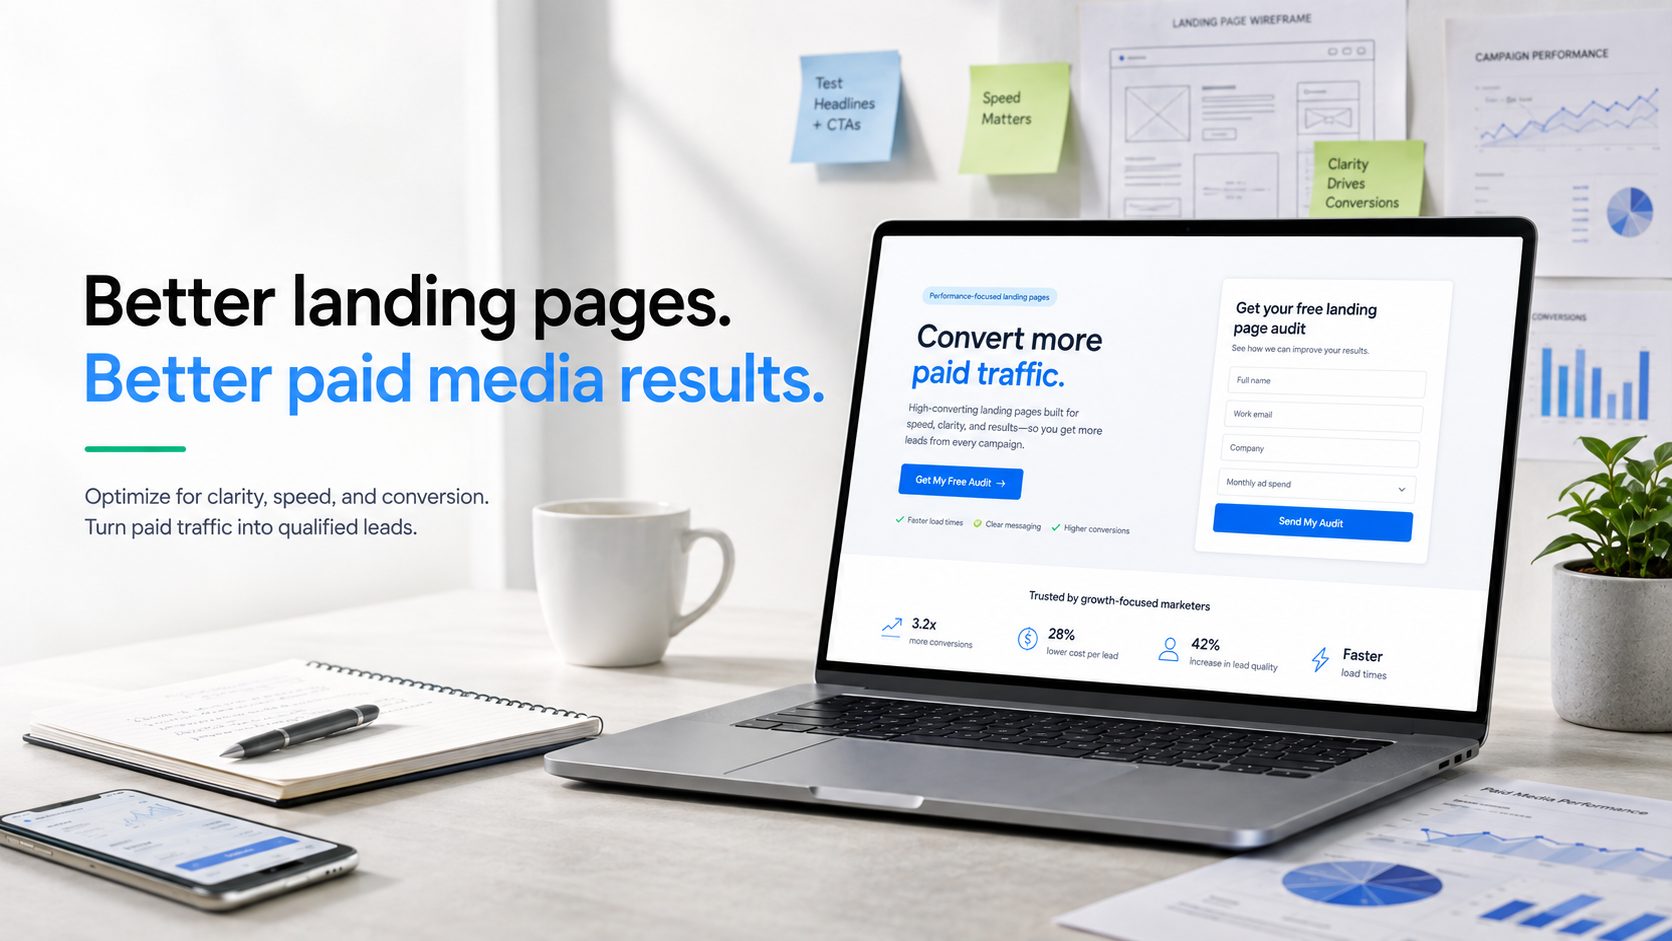 Better landing pages.
Better paid media results.
Optimize for clarity, speed, and conversion.
Turn paid traffic into qualified leads.
Test
Headlines
+ CTAs
Speed
Matters
LANDING PAGE WIREFRAME
Clarity
Drives
Conversions
CAMPAIGN PERFORMANCE
CONVERSIONS
Performance-focused landing pages
Convert more
paid traffic.
High-converting landing pages built for
speed, clarity, and results—so you get more
leads from every campaign.
Get My Free Audit →
Faster load times
Clear messaging
Higher conversions
Get your free landing
page audit
See how we can improve your results.
Full name
Work email
Company
Monthly ad spend
Send My Audit
Trusted by growth-focused marketers
3.2x
more conversions
28%
lower cost per lead
42%
Increase in lead quality
Faster
load times
Paid Media Performance